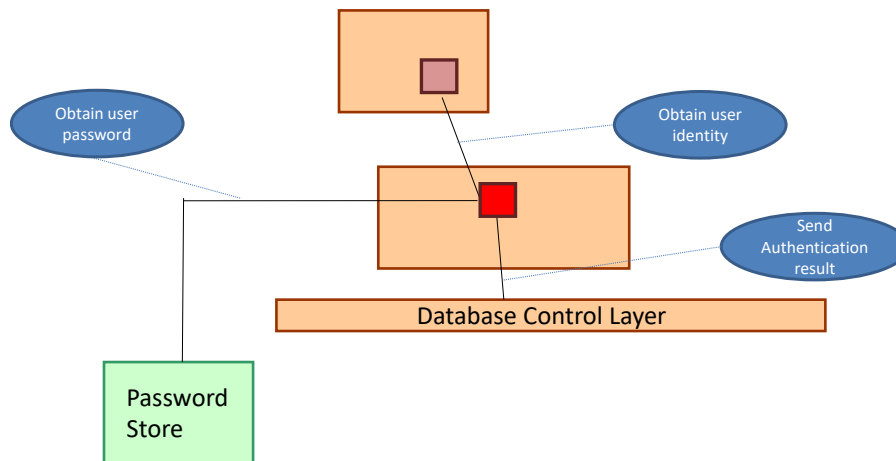 Obtain user
password
Obtain user
identity
Send
Authentication
result
Database Control Layer
Password
Store